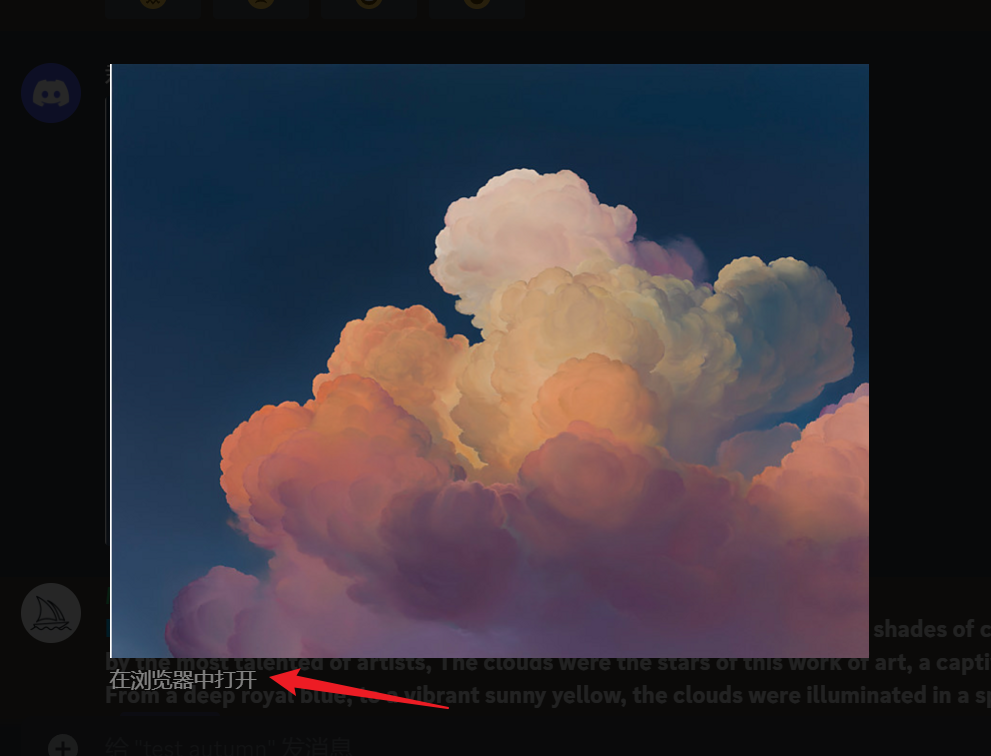 shades of c
by the most talented of artists, The clouds were the stars of this work of art, a capti
在浏览器中打开
From a deep royal blue, to a vibrant sunny yellow, the clouds were illuminated in a sp
给 "test autumn" 发消息